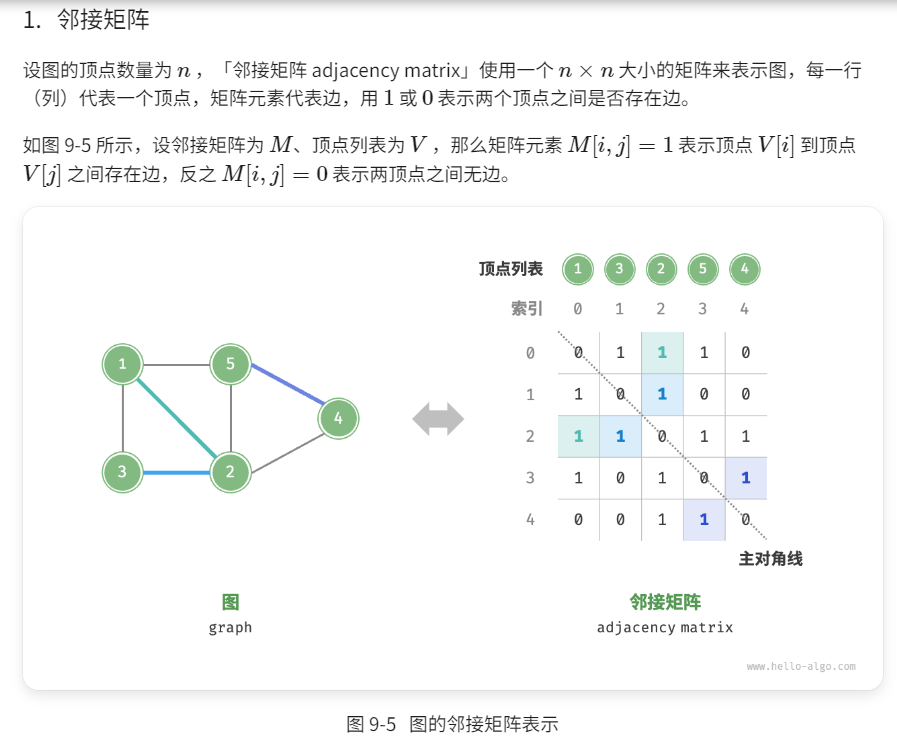 1. 邻接矩阵
设图的顶点数量为 n ，「邻接矩阵 adjacency matrix」使用一个 n × n 大小的矩阵来表示图，每一行
（列）代表一个顶点，矩阵元素代表边，用 1 或 0 表示两个顶点之间是否存在边。
如图 9-5 所示，设邻接矩阵为 M、顶点列表为 V ，那么矩阵元素 M[i, j] = 1 表示顶点 V[i] 到顶点
V[j] 之间存在边，反之 M[i, j] = 0 表示两顶点之间无边。
顶点列表 1 3 2 5 4
索引 0 1 2 3 4
0 0 1 1 1 0
1 1 0 1 0 0
2 1 1 0 1 1
3 1 0 1 0 1
4 0 0 1 1 0
主对角线
1 5
4
3 2
图
graph
邻接矩阵
adjacency matrix
www.hello-algo.com
图 9-5 图的邻接矩阵表示